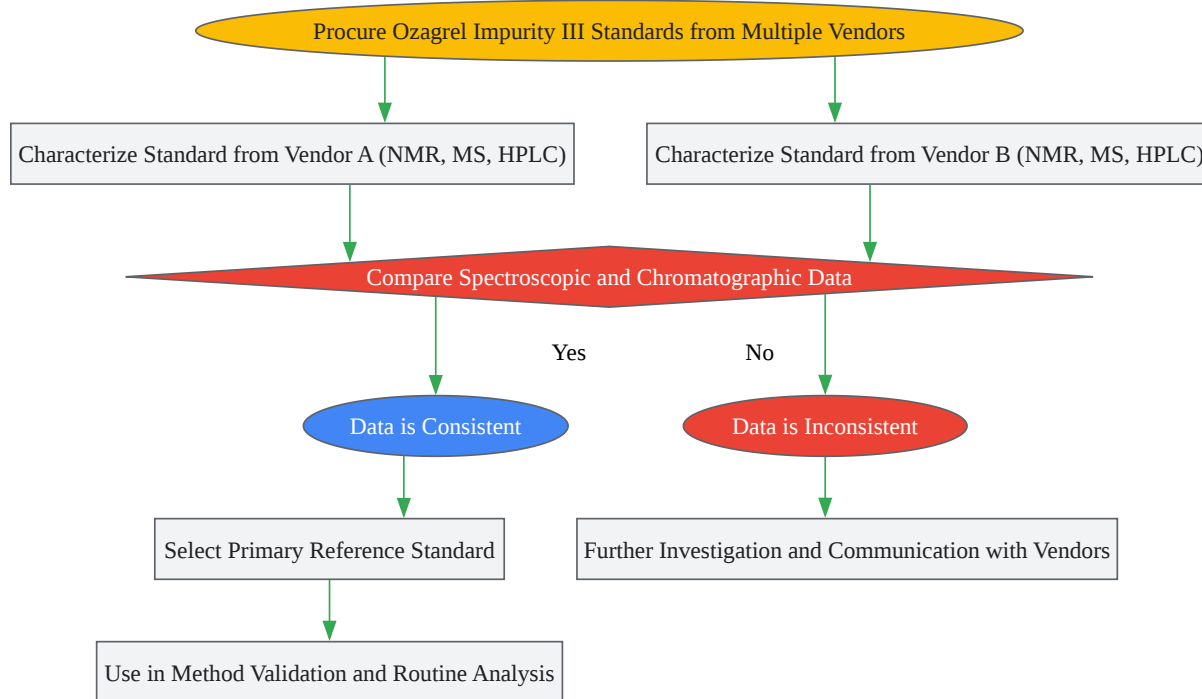 Procure Ozagrel Impurity III Standards from Multiple Vendors
Characterize Standard from Vendor A (NMR, MS, HPLC)
Characterize Standard from Vendor B (NMR, MS, HPLC)
Compare Spectroscopic and Chromatographic Data
Yes
No
Data is Consistent
Data is Inconsistent
Select Primary Reference Standard
Further Investigation and Communication with Vendors
Use in Method Validation and Routine Analysis